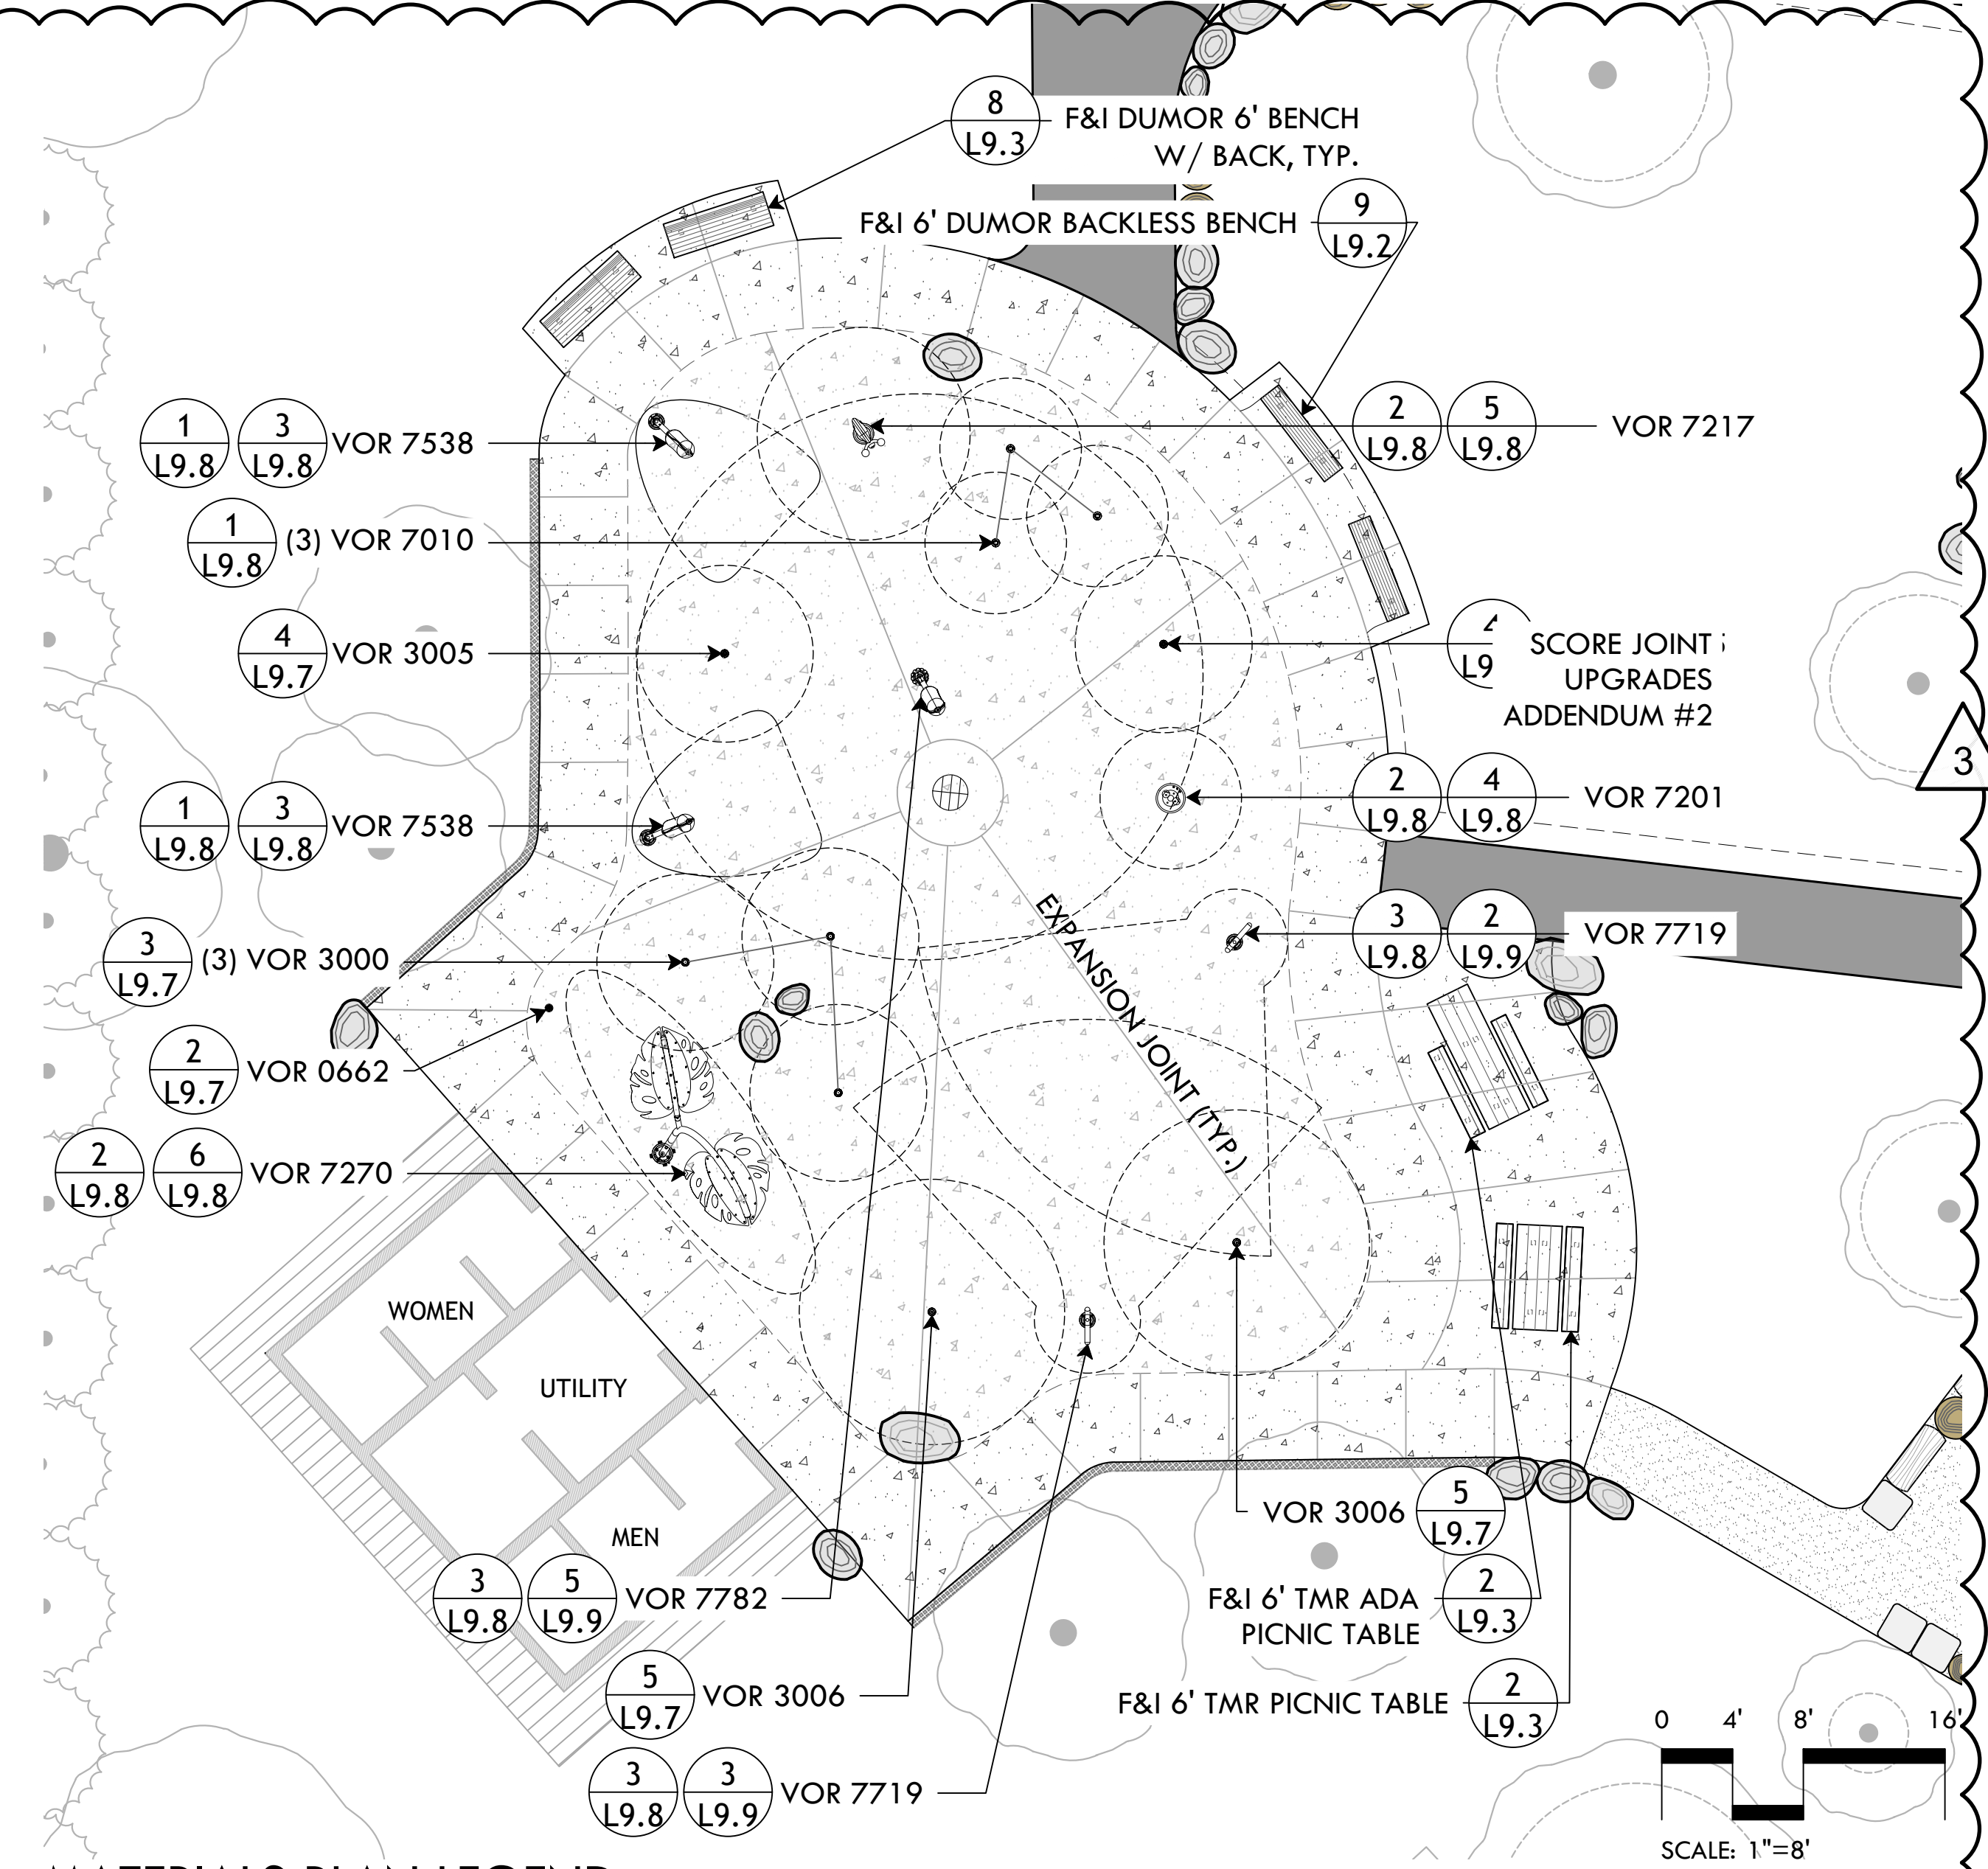 8
L9.3
F&I DUMOR 6' BENCH
W/ BACK, TYP.
F&I 6' DUMOR BACKLESS BENCH
9
L9.2
1
L9.8
3
L9.8
VOR 7538
2
L9.8
5
L9.8
VOR 7217
1
L9.8
(3) VOR 7010
4
L9.7
VOR 3005
L9
SCORE JOINT
UPGRADES
ADDENDUM #2
3
1
L9.8
3
L9.8
VOR 7538
2
L9.8
4
L9.8
VOR 7201
3
L9.8
2
L9.9
VOR 7719
3
L9.7
(3) VOR 3000
EXPANSION JOINT (TYP.)
2
L9.7
VOR 0662
2
L9.8
6
L9.8
VOR 7270
WOMEN
UTILITY
MEN
VOR 3006
5
L9.7
3
L9.8
5
L9.9
VOR 7782
F&I 6' TMR ADA
PICNIC TABLE
2
L9.3
5
L9.7
VOR 3006
F&I 6' TMR PICNIC TABLE
2
L9.3
3
L9.8
3
L9.9
VOR 7719
0 4' 8' 16'
SCALE: 1"=8'
MATERIALS PLAN LEGEND